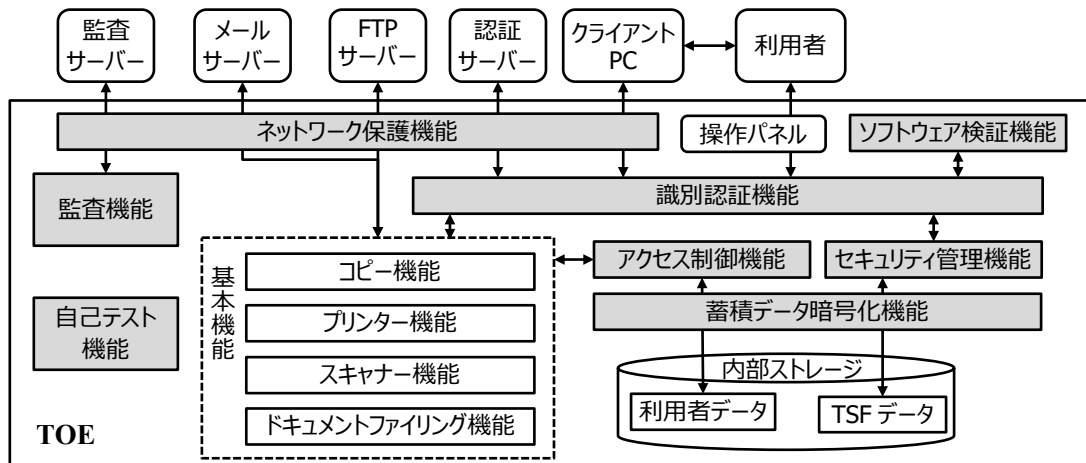 監査
サーバー
メール
サーバー
FTP
サーバー
認証
サーバー
クライアント
PC
利用者
ネットワーク保護機能
操作パネル
ソフトウェア検証機能
監査機能
識別認証機能
基本機能
コピー機能
アクセス制御機能
セキュリティ管理機能
自己テスト
機能
プリンター機能
蓄積データ暗号化機能
スキャナー機能
内部ストレージ
利用者データ
TSF データ
ドキュメントファイリング機能
TOE